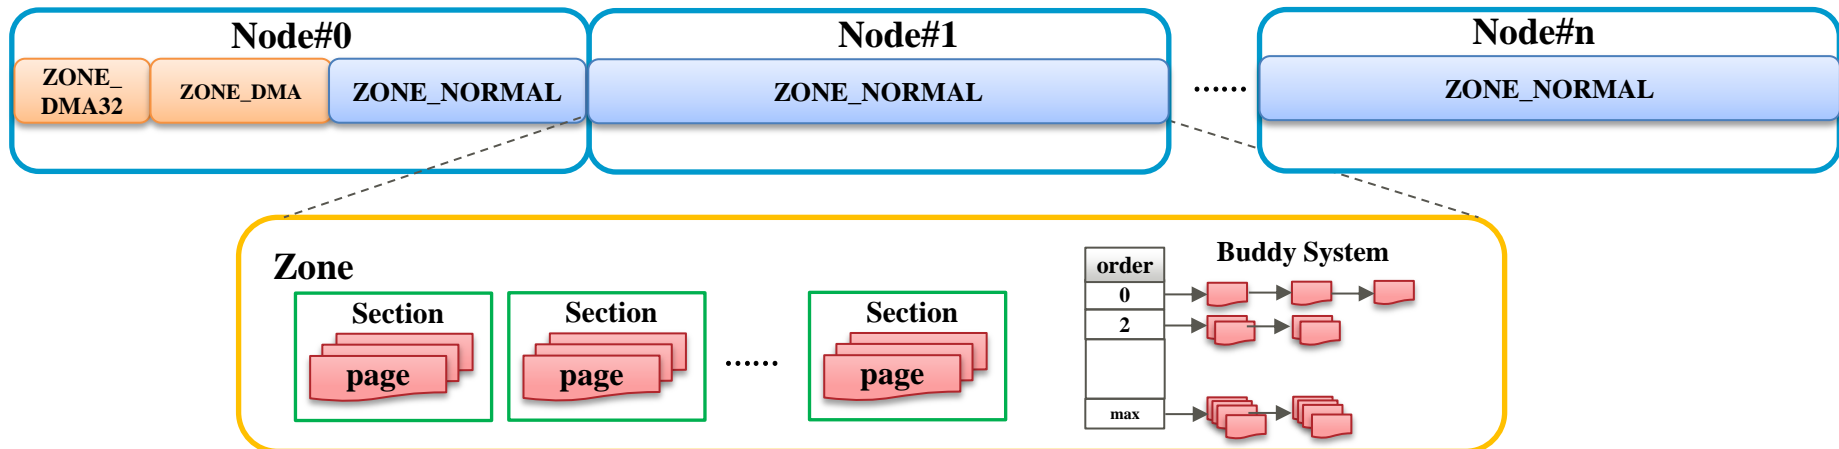 Node#0
Node#1
Node#n
ZONE_
DMA32
ZONE_DMA
ZONE_NORMAL
ZONE_NORMAL
......
ZONE_NORMAL
Zone
Section
page
Section
page
......
Section
page
Buddy System
order
0
2
max